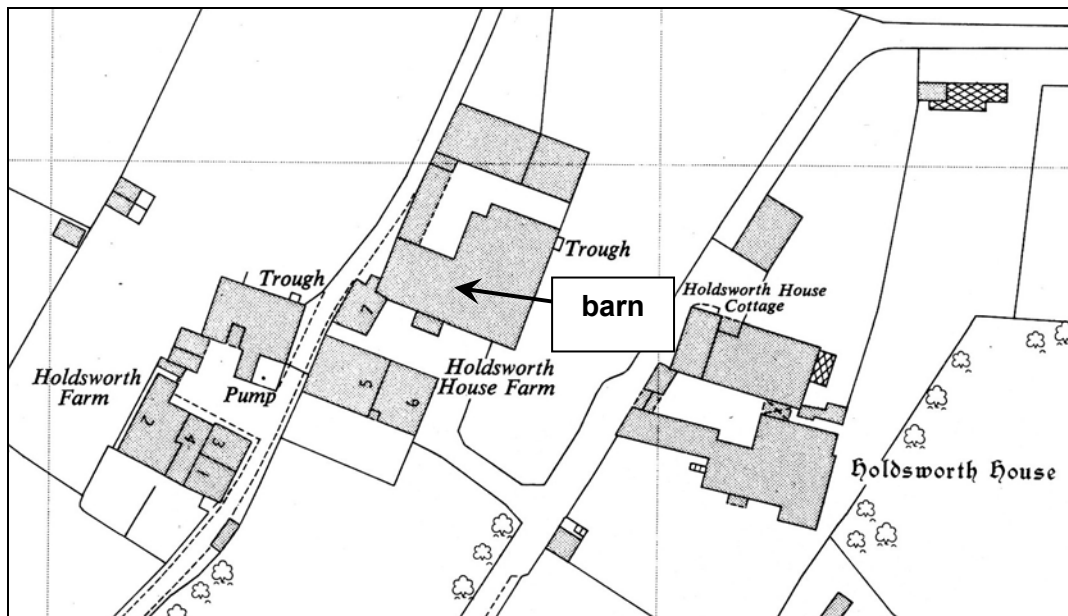 Trough
barn
Holdsworth House
Cottage
Trough
7
Holdsworth
Farm
Pump
5
6
Holdsworth
House Farm
2
4
3
1
Holdsworth House